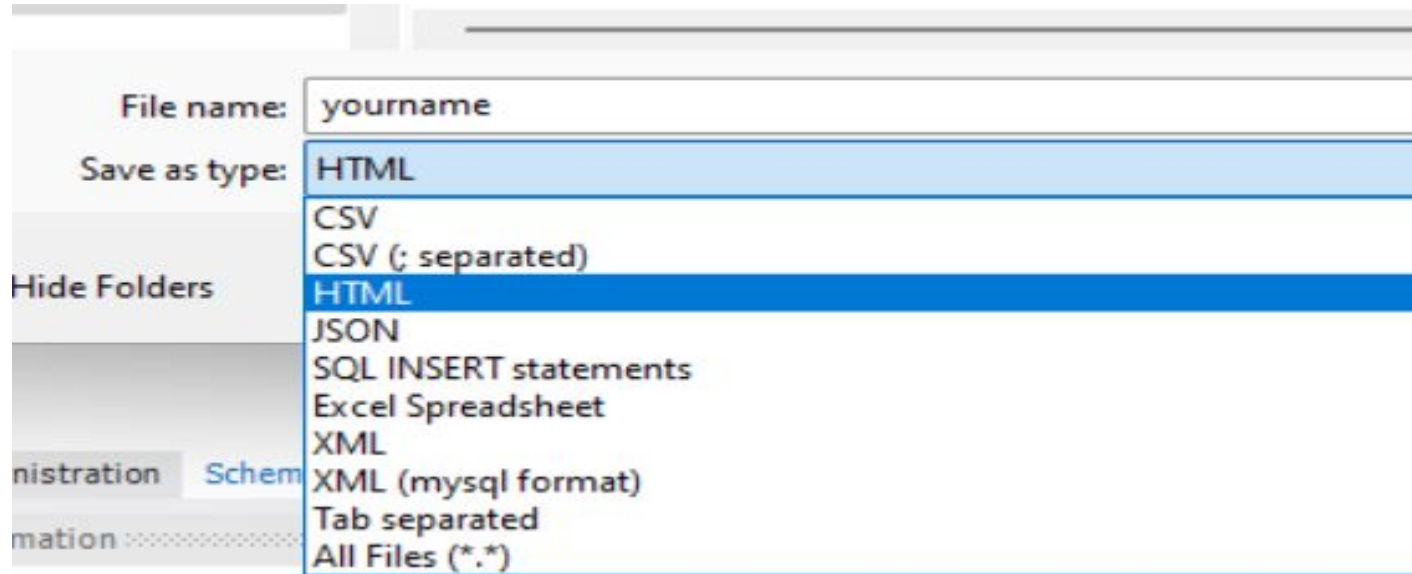 File name: yourname
Save as type: HTML
CSV
CSV (; separated)
Hide Folders
HTML
JSON
SQL INSERT statements
Excel Spreadsheet
XML
nistration Schem
XML (mysql format)
Tab separated
mation
All Files (*.*)